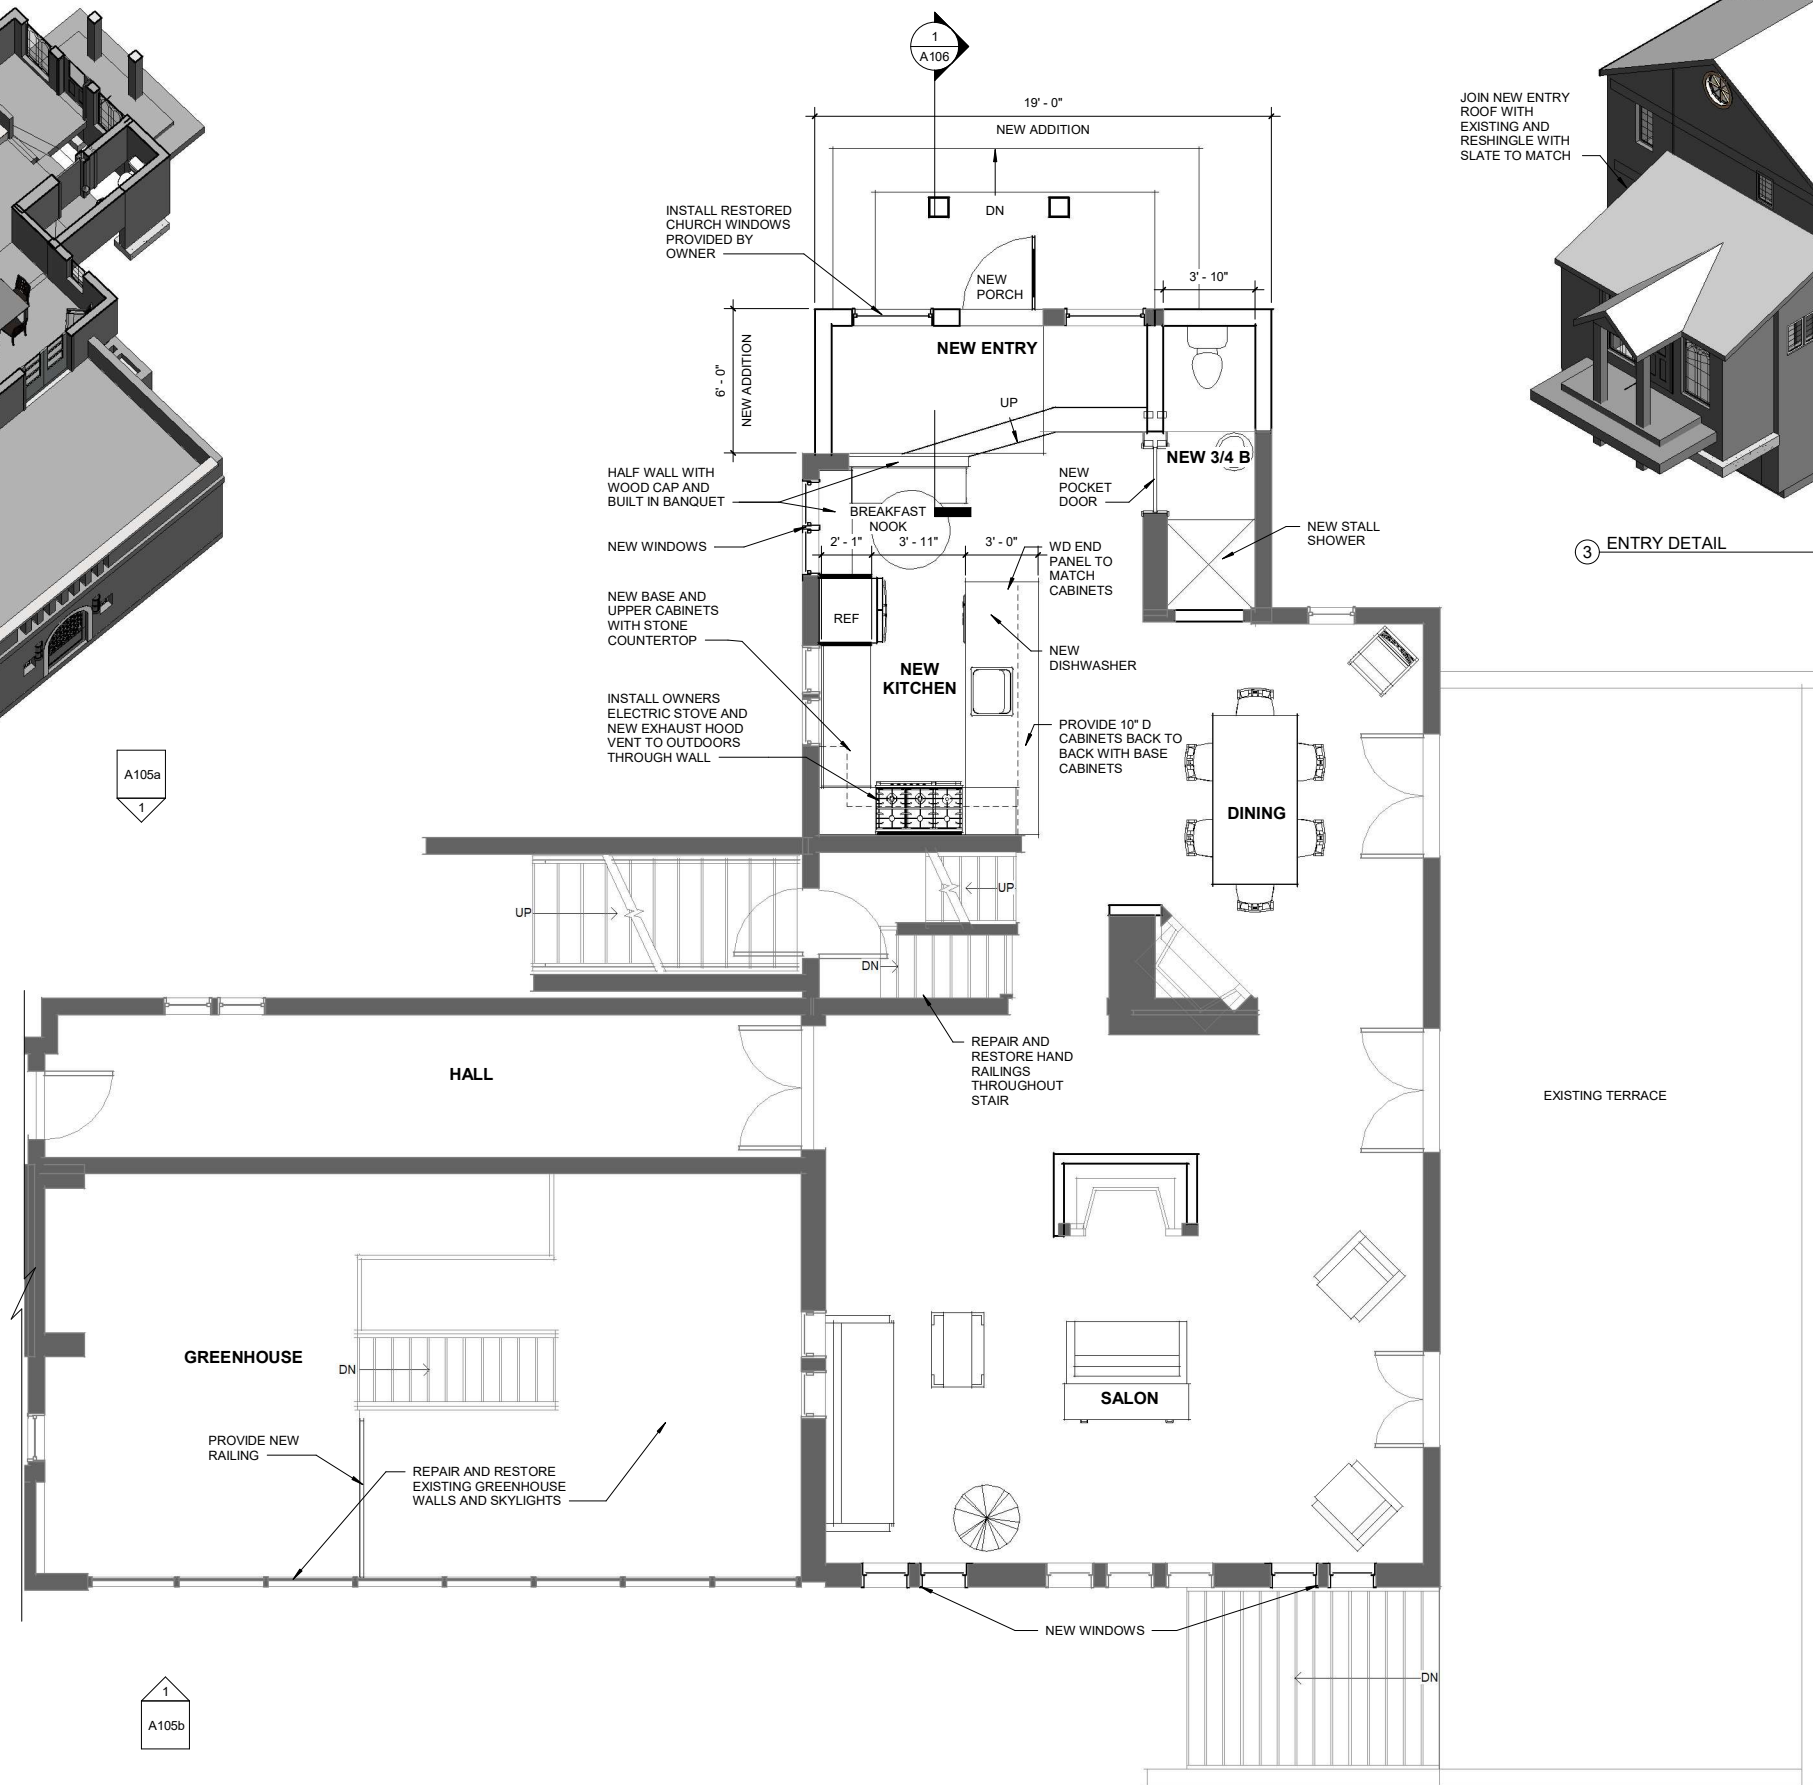 1
A106
19' - 0"
NEW ADDITION
JOIN NEW ENTRY
ROOF WITH
EXISTING AND
RESHINGLE WITH
SLATE TO MATCH
INSTALL RESTORED
CHURCH WINDOWS
PROVIDED BY
OWNER
DN
NEW
PORCH
3' - 10"
6' - 0"
NEW ADDITION
NEW ENTRY
UP
NEW 3/4 B
HALF WALL WITH
WOOD CAP AND
BUILT IN BANQUET
NEW
POCKET
DOOR
BREAKFAST
NOOK
NEW STALL
SHOWER
3 ENTRY DETAIL
NEW WINDOWS
2' - 1"
3' - 11"
3' - 0"
WD END
PANEL TO
MATCH
CABINETS
NEW BASE AND
UPPER CABINETS
WITH STONE
COUNTERTOP
REF
NEW
DISHWASHER
NEW
KITCHEN
INSTALL OWNERS
ELECTRIC STOVE AND
NEW EXHAUST HOOD
VENT TO OUTDOORS
THROUGH WALL
PROVIDE 10" D
CABINETS BACK TO
BACK WITH BASE
CABINETS
A105a
1
DINING
UP
UP
DN
REPAIR AND
RESTORE HAND
RAILINGS
THROUGHOUT
STAIR
HALL
EXISTING TERRACE
GREENHOUSE
DN
SALON
PROVIDE NEW
RAILING
REPAIR AND RESTORE
EXISTING GREENHOUSE
WALLS AND SKYLIGHTS
NEW WINDOWS
DN
1
A105b